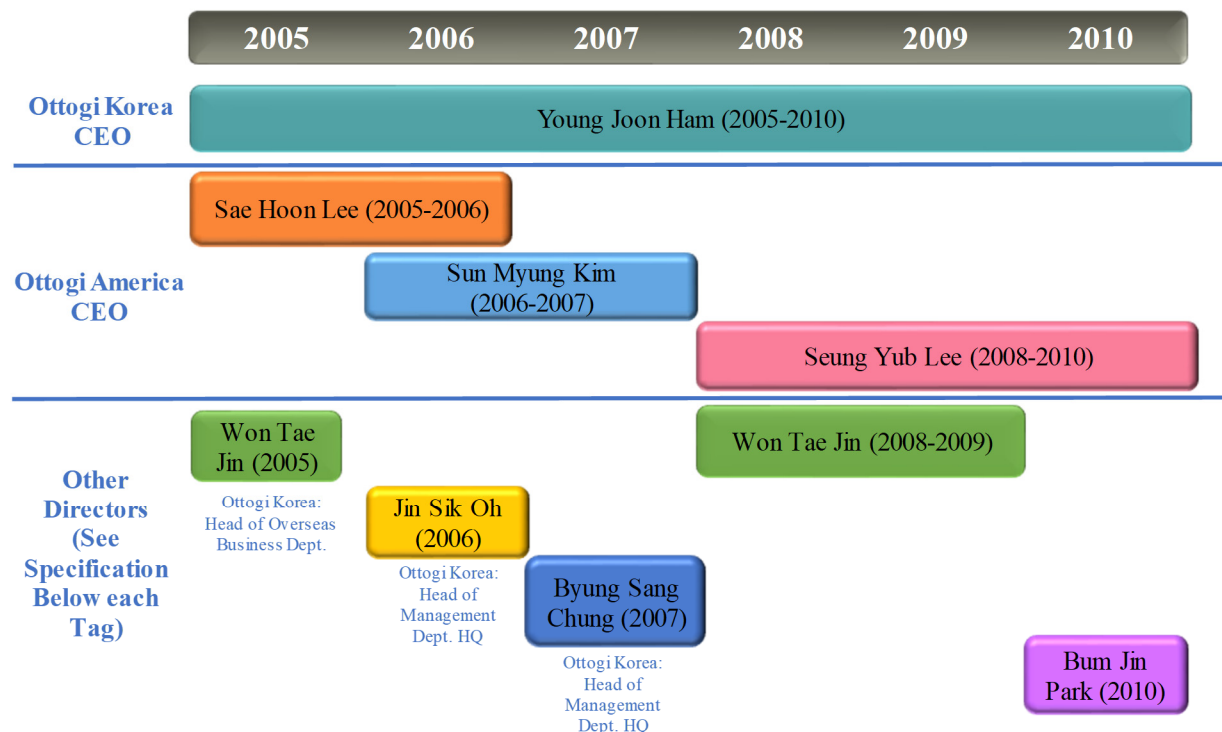 2005 2006 2007 2008 2009 2010
Ottogi Korea
CEO
Young Joon Ham (2005-2010)
Ottogi America
CEO
Sae Hoon Lee (2005-2006)
Sun Myung Kim
(2006-2007)
Seung Yub Lee (2008-2010)
Other
Directors
(See
Specification
Below each
Tag)
Won Tae
Jin (2005)
Ottogi Korea:
Head of Overseas
Business Dept.
Jin Sik Oh
(2006)
Ottogi Korea:
Head of
Management
Dept. HQ
Byung Sang
Chung (2007)
Ottogi Korea:
Head of
Management
Dept. HQ
Won Tae Jin (2008-2009)
Bum Jin
Park (2010)